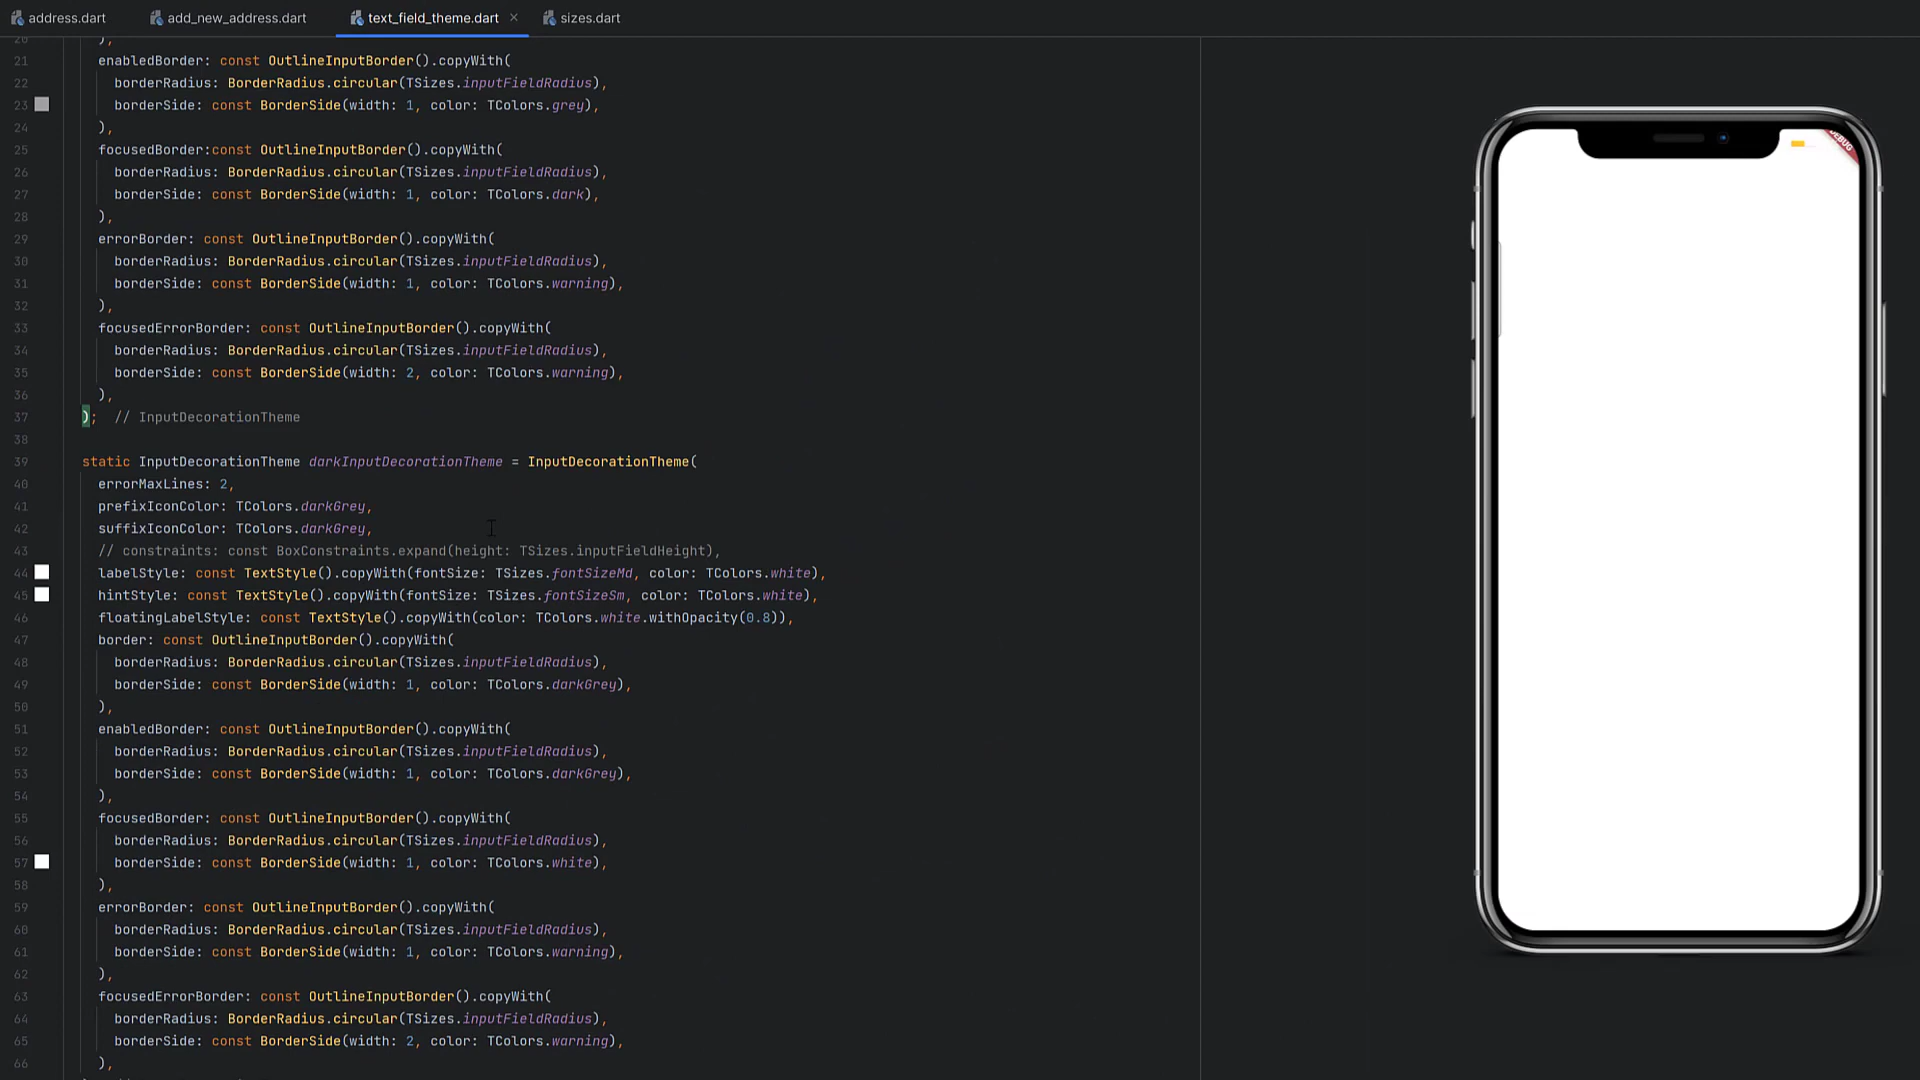 address.dart
add_new_address.dart
text_field_theme.dart
sizes.dart
20 ),
21 enabledBorder: const OutlineInputBorder().copyWith(
22 borderRadius: BorderRadius.circular(TSizes.inputFieldRadius),
23 borderSide: const BorderSide(width: 1, color: TColors.grey),
24 ),
25 focusedBorder:const OutlineInputBorder().copyWith(
26 borderRadius: BorderRadius.circular(TSizes.inputFieldRadius),
27 borderSide: const BorderSide(width: 1, color: TColors.dark),
28 ),
29 errorBorder: const OutlineInputBorder().copyWith(
30 borderRadius: BorderRadius.circular(TSizes.inputFieldRadius),
31 borderSide: const BorderSide(width: 1, color: TColors.warning),
32 ),
33 focusedErrorBorder: const OutlineInputBorder().copyWith(
34 borderRadius: BorderRadius.circular(TSizes.inputFieldRadius),
35 borderSide: const BorderSide(width: 2, color: TColors.warning),
36 ),
37 ); // InputDecorationTheme
38
39 static InputDecorationTheme darkInputDecorationTheme = InputDecorationTheme(
40 errorMaxLines: 2,
41 prefixIconColor: TColors.darkGrey,
42 suffixIconColor: TColors.darkGrey,
43 // constraints: const BoxConstraints.expand(height: TSizes.inputFieldHeight),
44 labelStyle: const TextStyle().copyWith(fontSize: TSizes.fontSizeMd, color: TColors.white),
45 hintStyle: const TextStyle().copyWith(fontSize: TSizes.fontSizeSm, color: TColors.white),
46 floatingLabelStyle: const TextStyle().copyWith(color: TColors.white.withOpacity(0.8)),
47 border: const OutlineInputBorder().copyWith(
48 borderRadius: BorderRadius.circular(TSizes.inputFieldRadius),
49 borderSide: const BorderSide(width: 1, color: TColors.darkGrey),
50 ),
51 enabledBorder: const OutlineInputBorder().copyWith(
52 borderRadius: BorderRadius.circular(TSizes.inputFieldRadius),
53 borderSide: const BorderSide(width: 1, color: TColors.darkGrey),
54 ),
55 focusedBorder: const OutlineInputBorder().copyWith(
56 borderRadius: BorderRadius.circular(TSizes.inputFieldRadius),
57 borderSide: const BorderSide(width: 1, color: TColors.white),
58 ),
59 errorBorder: const OutlineInputBorder().copyWith(
60 borderRadius: BorderRadius.circular(TSizes.inputFieldRadius),
61 borderSide: const BorderSide(width: 1, color: TColors.warning),
62 ),
63 focusedErrorBorder: const OutlineInputBorder().copyWith(
64 borderRadius: BorderRadius.circular(TSizes.inputFieldRadius),
65 borderSide: const BorderSide(width: 2, color: TColors.warning),
66 ),
DEBUG